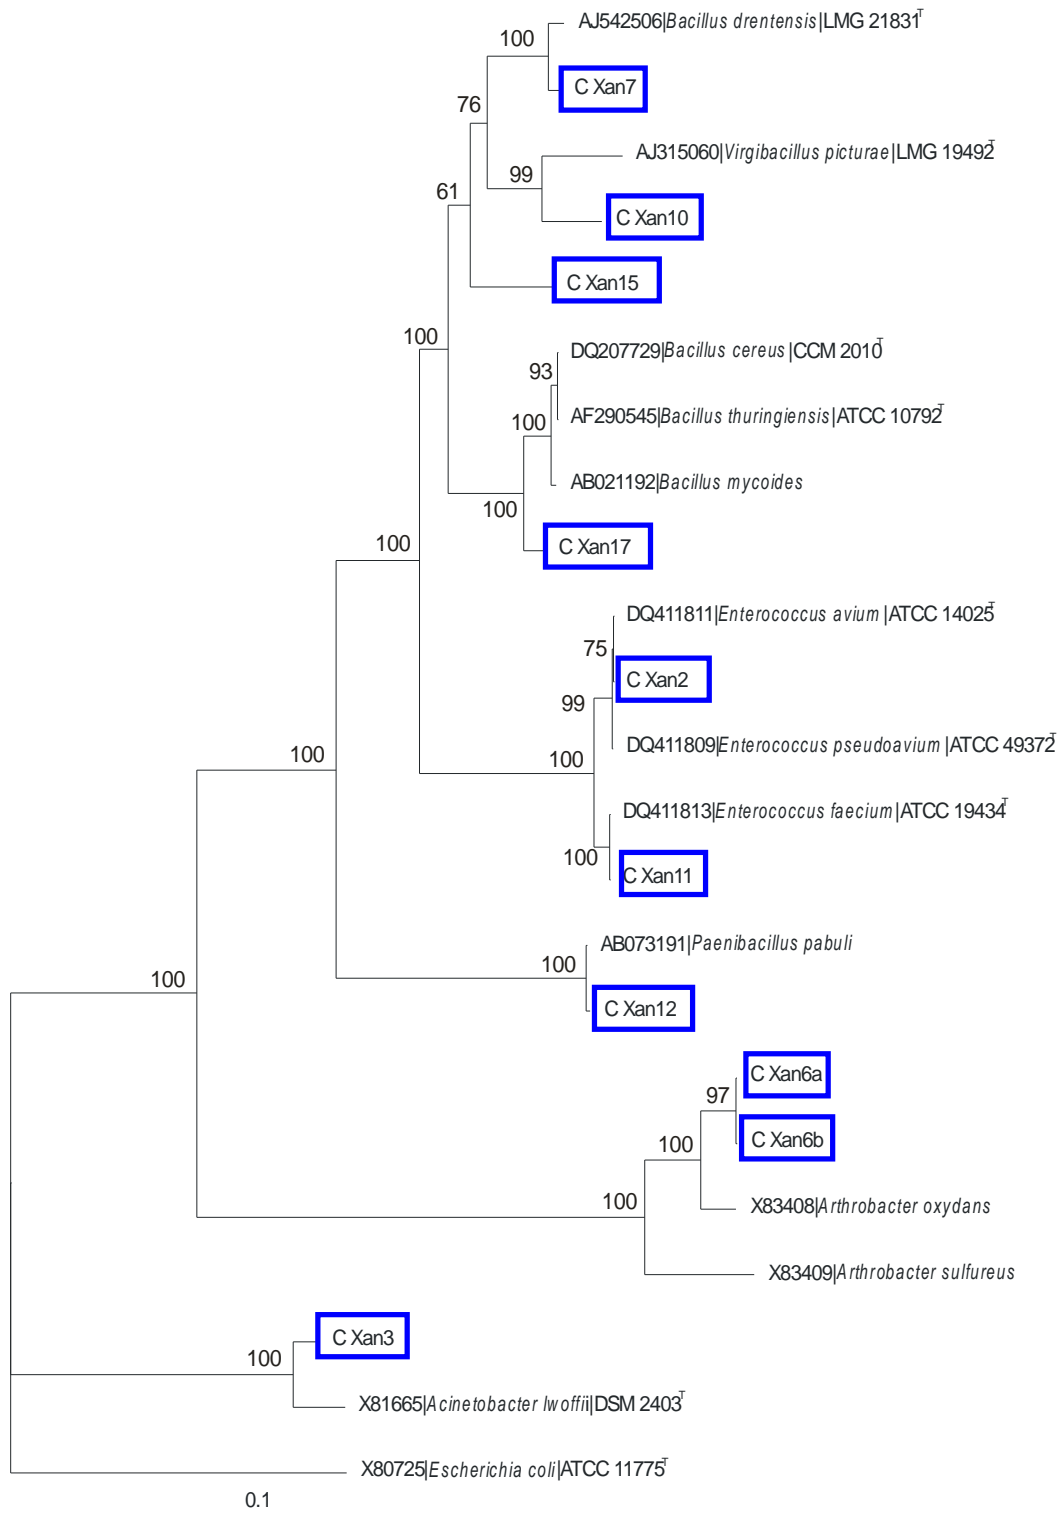 AJ542506|Bacillus drentensis|LMG 21831T
100
C Xan7
76
AJ315060|Virgibacillus picturae|LMG 19492T
99
61
C Xan10
C Xan15
100
DQ207729|Bacillus cereus|CCM 2010T
93
AF290545|Bacillus thuringiensis|ATCC 10792T
100
AB021192|Bacillus mycoides
100
100
C Xan17
DQ411811|Enterococcus avium|ATCC 14025T
75
C Xan2
99
DQ411809|Enterococcus pseudoavium|ATCC 49372T
100
100
DQ411813|Enterococcus faecium|ATCC 19434T
100
C Xan11
AB073191|Paenibacillus pabuli
100
100
C Xan12
C Xan6a
97
C Xan6b
100
100
X83408|Arthrobacter oxydans
X83409|Arthrobacter sulfureus
C Xan3
100
X81665|Acinetobacter lwoffii|DSM 2403T
X80725|Escherichia coli|ATCC 11775T
0.1